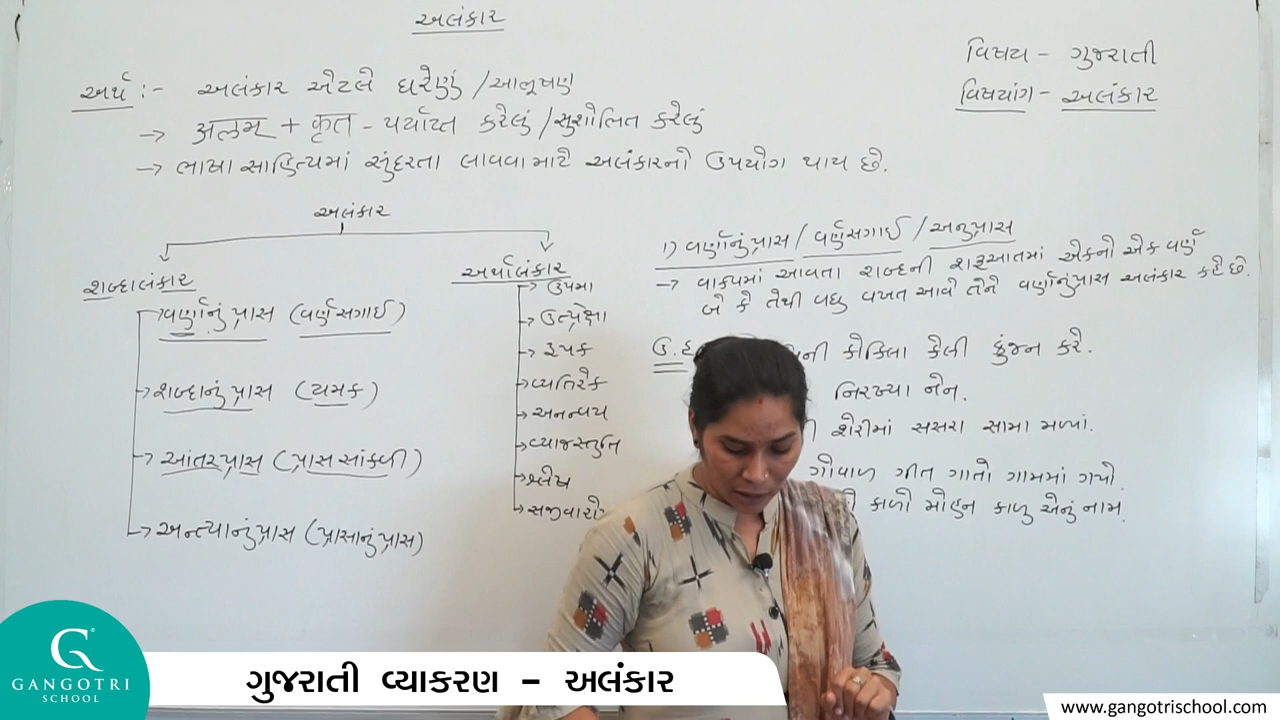 અલંકાર
વિષય - ગુજરાતી
વિષયાંગ - અલંકાર
અર્થ :- અલંકાર એટલે ઘરેણું / આભૂષણ
→ अलम् + कृत - પર્યાપ્ત કરેલું / સુશોભિત કરેલું
→ ભાષા સાહિત્યમાં સુંદરતા લાવવા માટે અલંકારનો ઉપયોગ થાય છે.
અલંકાર
શબ્દાલંકાર
વર્ણાનુંપ્રાસ (વર્ણસગાઈ)
શબ્દાનુંપ્રાસ (યમક)
આંતરપ્રાસ (પ્રાસસાંકળી)
અન્ત્યાનુંપ્રાસ (પ્રાસાનુંપ્રાસ)
અર્થાલંકાર
ઉપમા
ઉત્પ્રેક્ષા
રૂપક
વ્યતિરેક
અનન્વય
વ્યાજસ્તુતિ
શ્લેષ
1) વર્ણાનુંપ્રાસ / વર્ણસગાઈ / અનુપ્રાસ
→ વાક્યમાં આવતા શબ્દની શરૂઆતમાં એકનો એક વર્ણ
બે કે તેથી વધુ વખત આવે તેને વર્ણાનુંપ્રાસ અલંકાર કહે છે.
કોકિલા કેલી કુંજન કરે.
નિરખ્યા નેન.
શેરીમાં સસરા સામા મળ્યાં.
ગોવાળ ગીત ગાતો ગામમાં ગયો.
કાળો મોહન કાળુ એનું નામ.
GANGOTRI
SCHOOL
ગુજરાતી વ્યાકરણ – અલંકાર
www.gangotrischool.com